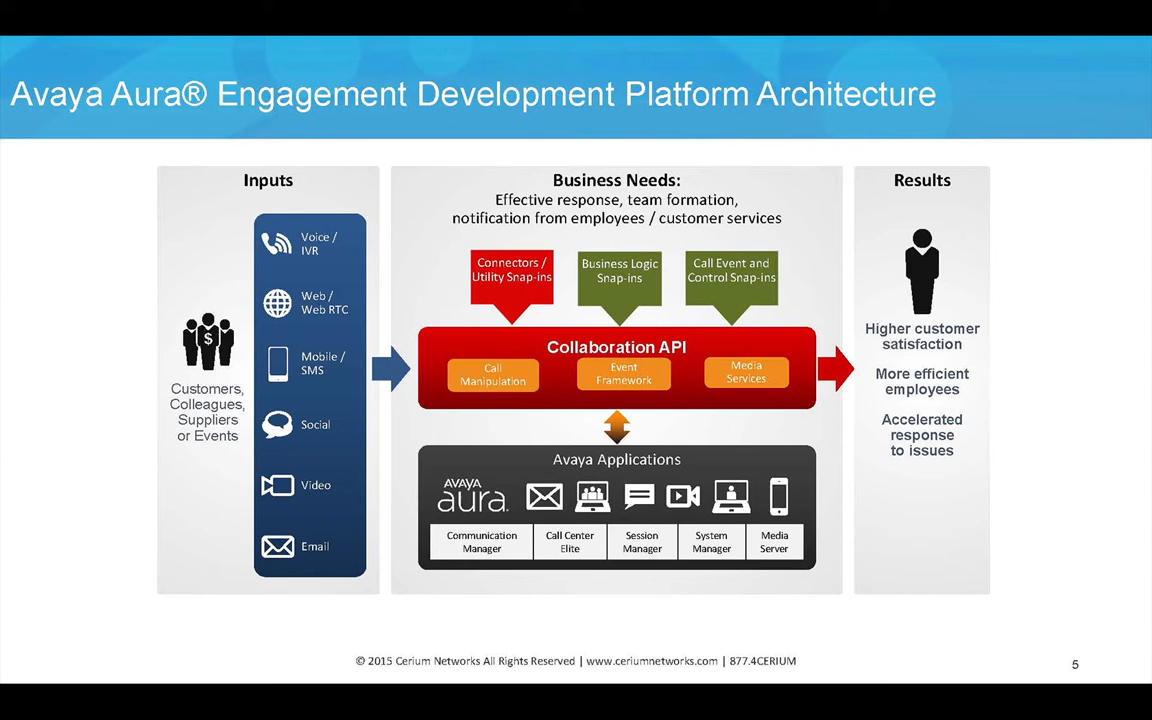 Avaya Aura® Engagement Development Platform Architecture
Inputs
Customers,
Colleagues,
Suppliers
or Events
$
Voice /
IVR
Web /
Web RTC
Mobile /
SMS
Social
Video
Email
Business Needs:
Effective response, team formation,
notification from employees / customer services
Connectors /
Utility Snap-ins
Business Logic
Snap-ins
Call Event and
Control Snap-ins
Collaboration API
Call
Manipulation
Event
Framework
Media
Services
Avaya Applications
AVAYA
aura®
Communication
Manager
Call Center
Elite
Session
Manager
System
Manager
Media
Server
Results
Higher customer
satisfaction
More efficient
employees
Accelerated
response
to issues
© 2015 Cerium Networks All Rights Reserved | www.ceriumnetworks.com | 877.4CERIUM
5